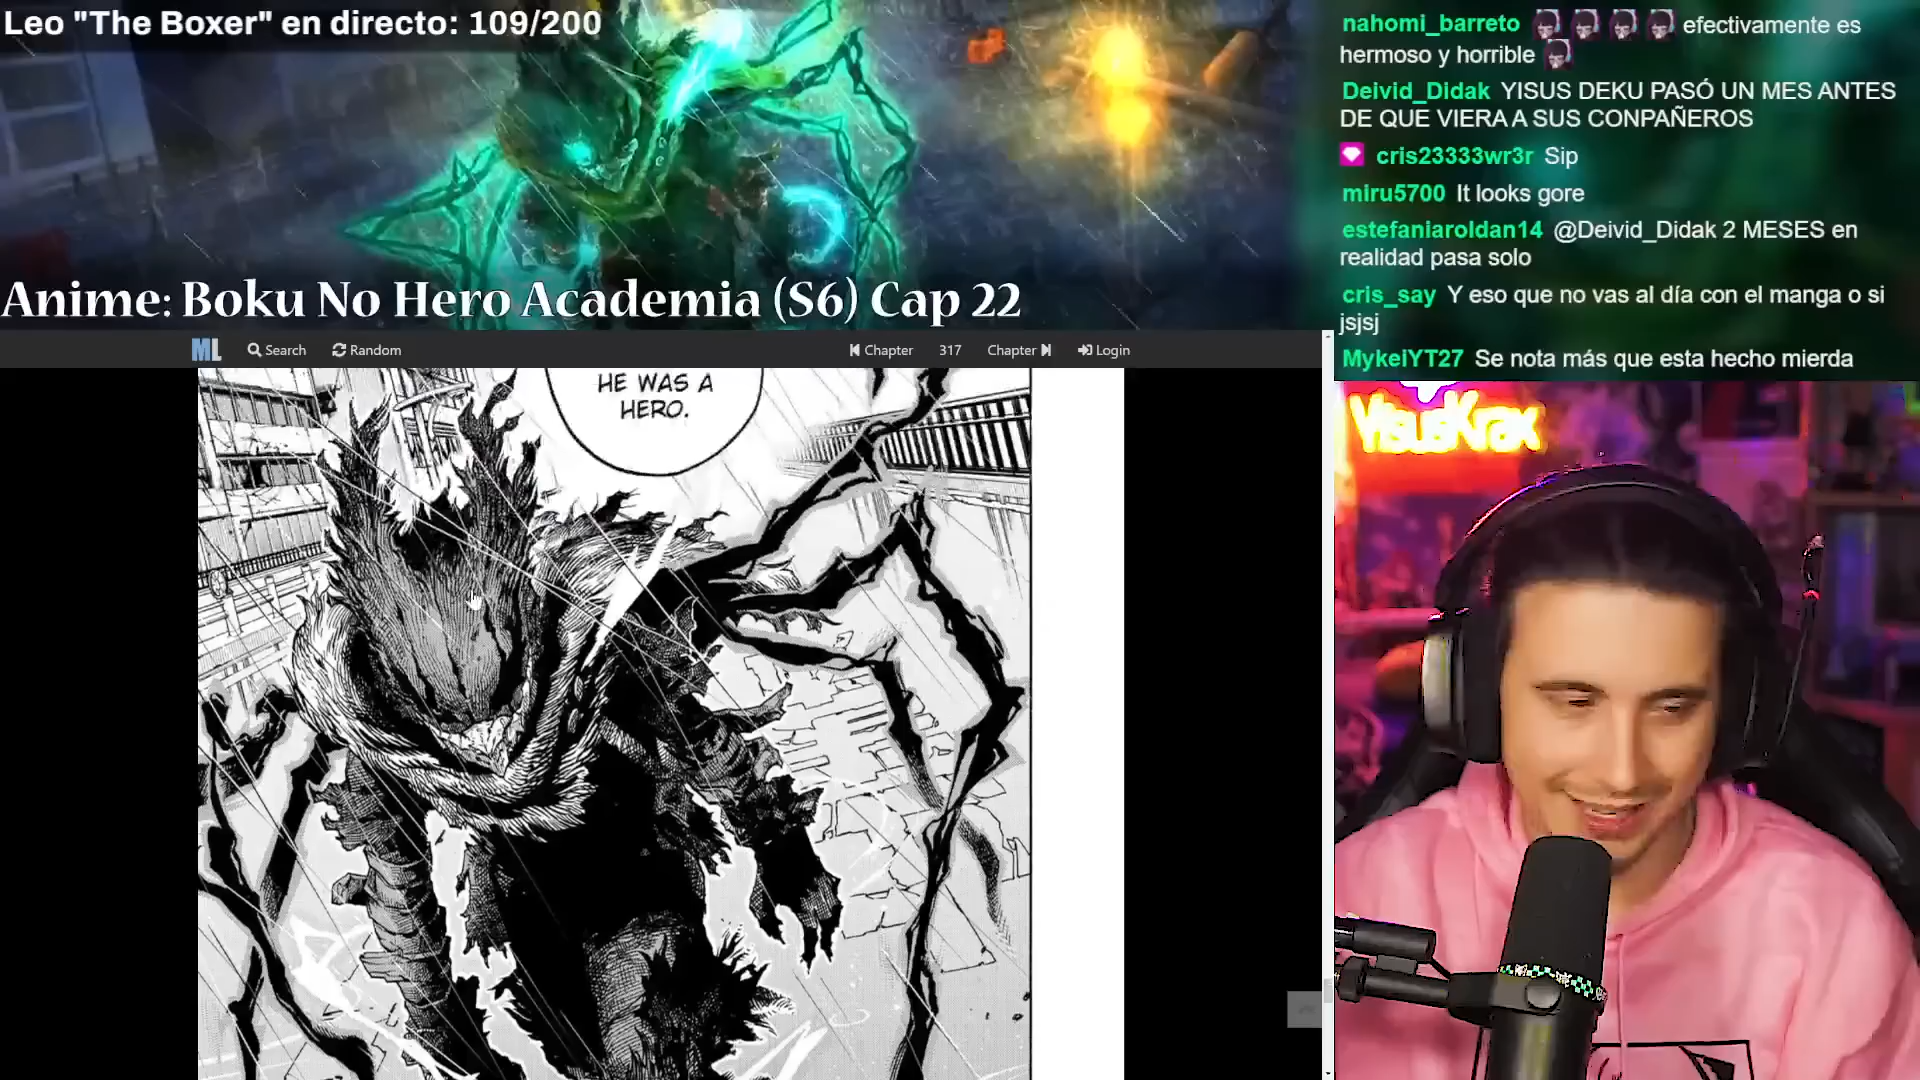 Leo "The Boxer" en directo: 109/200
Anime: Boku No Hero Academia (S6) Cap 22
ML Search Random Chapter 317 Chapter Login
HE WAS A
HERO.
nahomi_barreto efectivamente es
hermoso y horrible
Deivid_Didak YISUS DEKU PASÓ UN MES ANTES
DE QUE VIERA A SUS CONPAÑEROS
cris23333wr3r Sip
miru5700 It looks gore
estefaniaroldan14 @Deivid_Didak 2 MESES en
realidad pasa solo
cris_say Y eso que no vas al día con el manga o si
jsjsj
MykelYT27 Se nota más que esta hecho mierda
YisusKrax